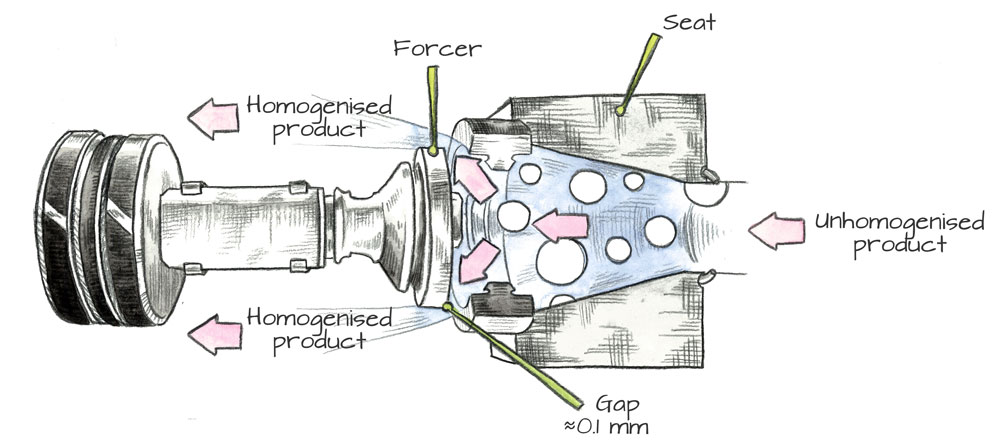 Seat
Forcer
Homogenised
product
Unhomogenised
product
Homogenised
product
Gap
≈0.1 mm